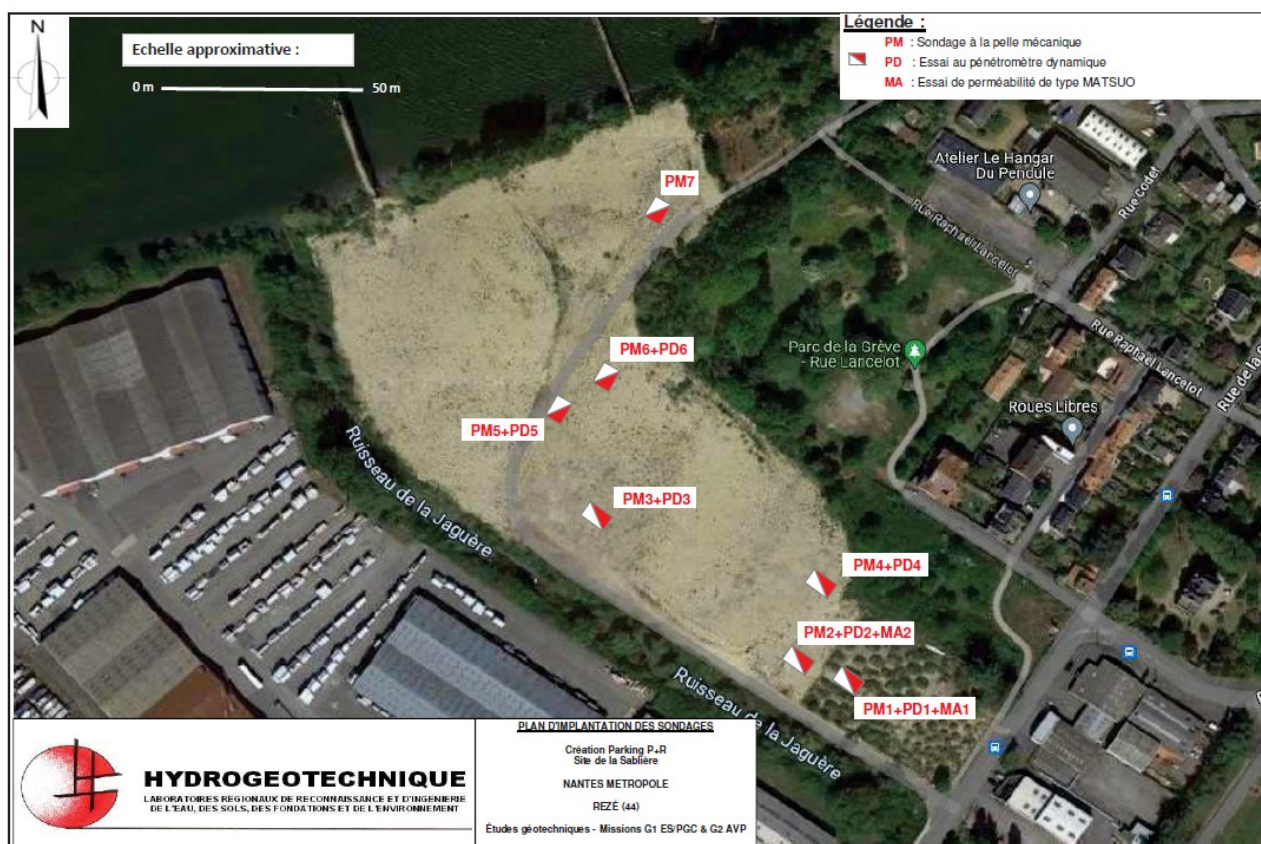 N
Echelle approximative :
0 m
50 m
Légende :
PM : Sondage à la pelle mécanique
PD : Essai au pénétromètre dynamique
MA : Essai de perméabilité de type MATSUO
Atelier Le Hangar
Du Pendule
Rue Codet
Rue Raphaël Lancelot
Rue Raphaël Lancelot
PM7
PM6+PD6
Parc de la Grève
- Rue Lancelot
PM5+PD5
Roues Libres
Ruisseau de la Jaguère
PM3+PD3
PM4+PD4
PM2+PD2+MA2
PM1+PD1+MA1
Ruisseau de la Jaguère
HYDROGEOTECHNIQUE
LABORATOIRES REGIONAUX DE RECONNAISSANCE ET D'INGENIERIE
DE L'EAU, DES SOLS, DES FONDATIONS ET DE L'ENVIRONNEMENT
PLAN D'IMPLANTATION DES SONDAGES
Création Parking P+R
Site de la Sablière
NANTES METROPOLE
REZÉ (44)
Études géotechniques - Missions G1 ES/PGC & G2 AVP